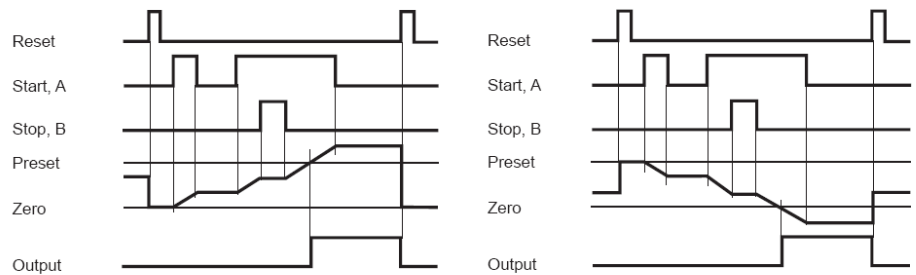 Reset
Start, A
Stop, B
Preset
Zero
Output
Reset
Start, A
Stop, B
Preset
Zero
Output